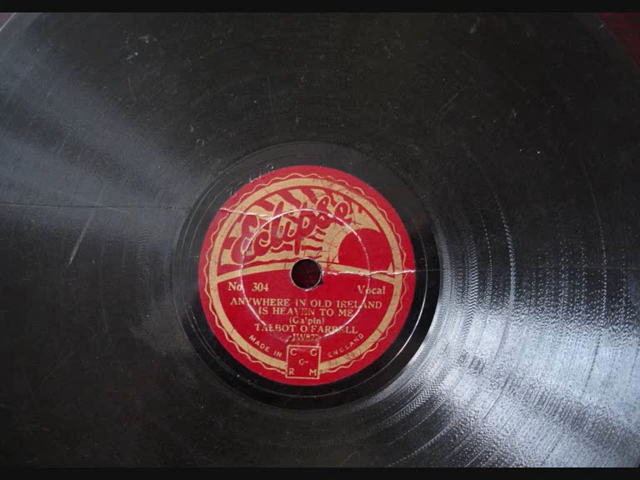 Eclipse
No. 304 Vocal
ANYWHERE IN OLD IRELAND
IS HEAVEN TO ME
(Galpin)
TALBOT O'FARRELL
MADE IN ENGLAND
C G
G
R M